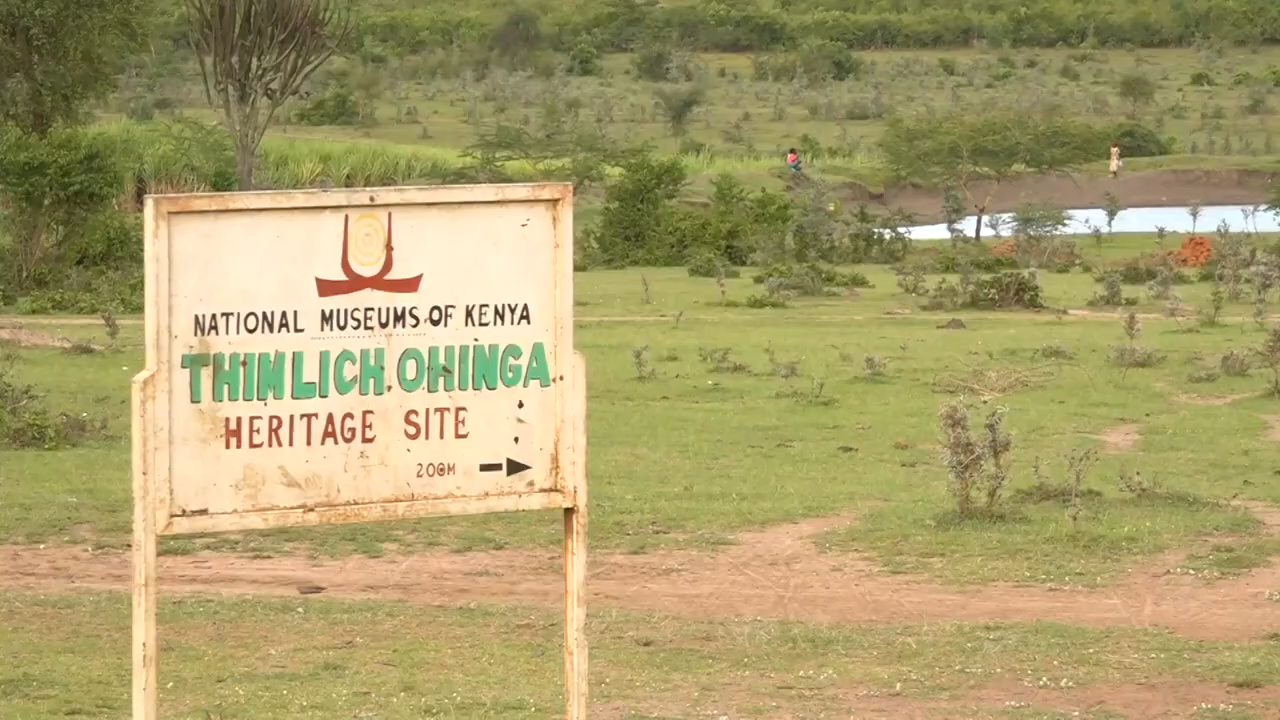 NATIONAL MUSEUMS OF KENYA
THIMLICH OHINGA
HERITAGE SITE
200M